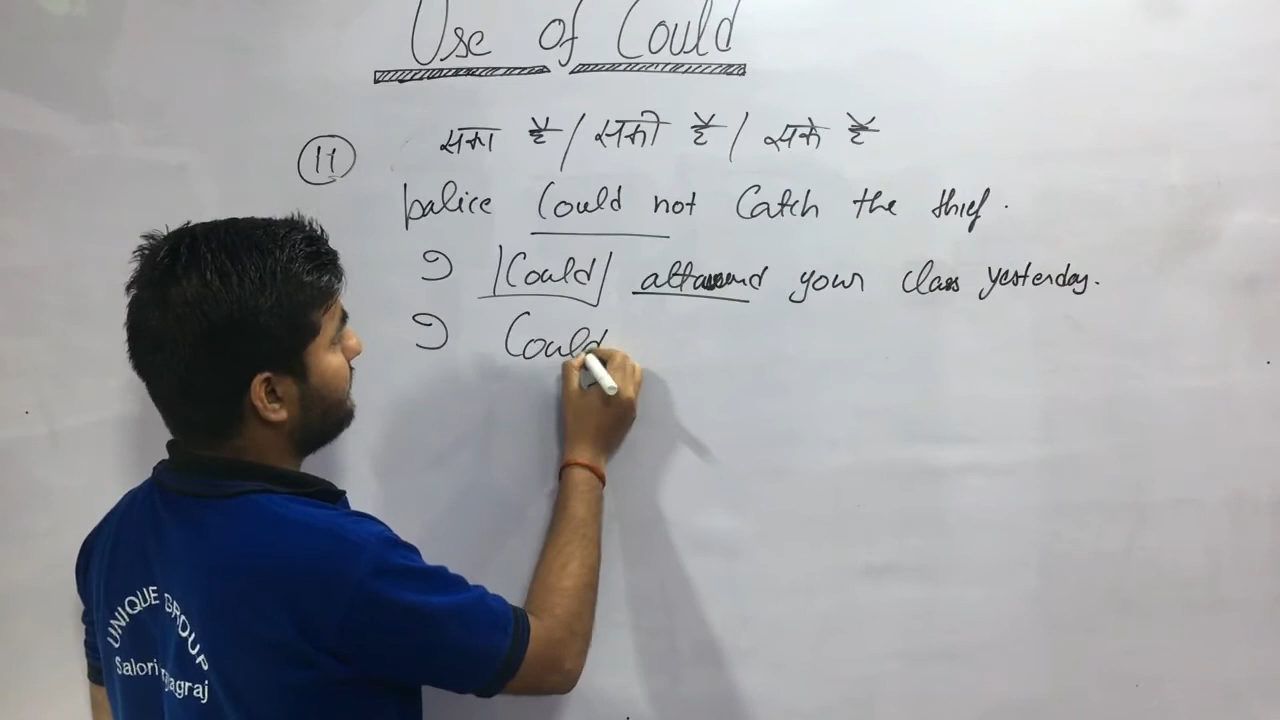 Use of Could
11
सका है / सकी है / सके है
police Could not Catch the thief.
I Could attend your class yesterday.
I Could
UNIQUE GROUP
Salori